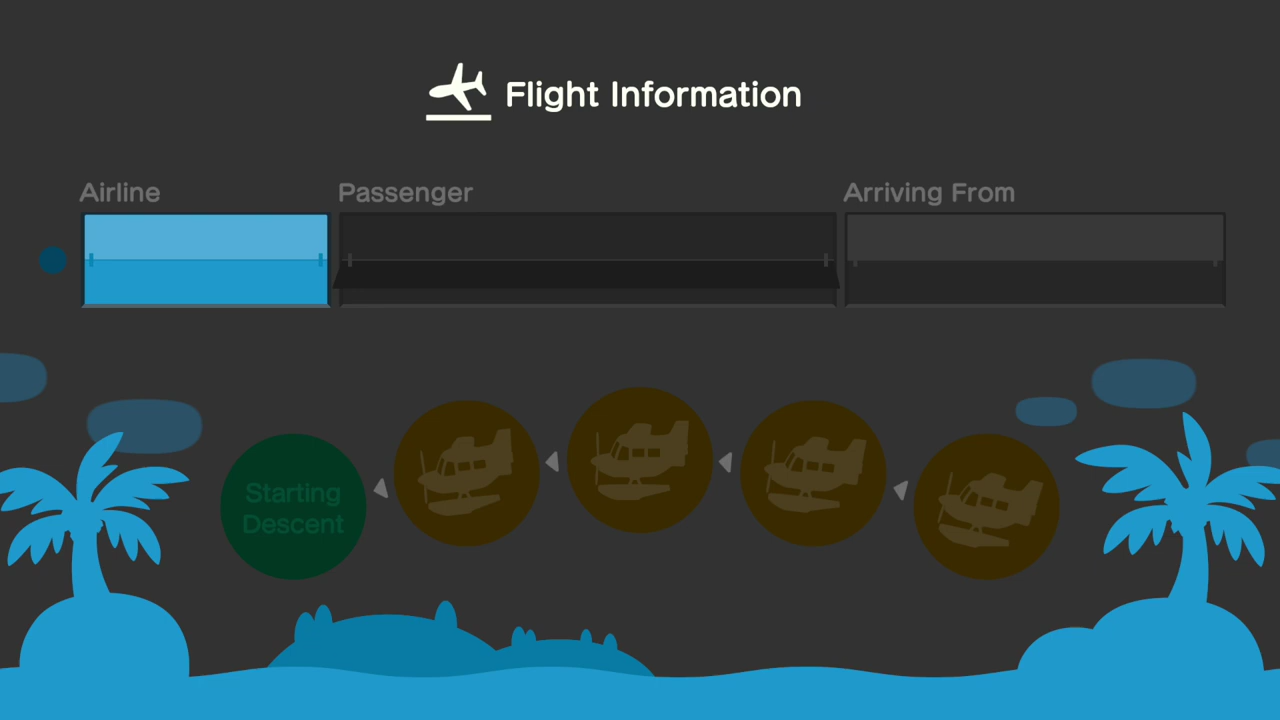 Flight Information
Airline
Passenger
Arriving From
Starting
Descent